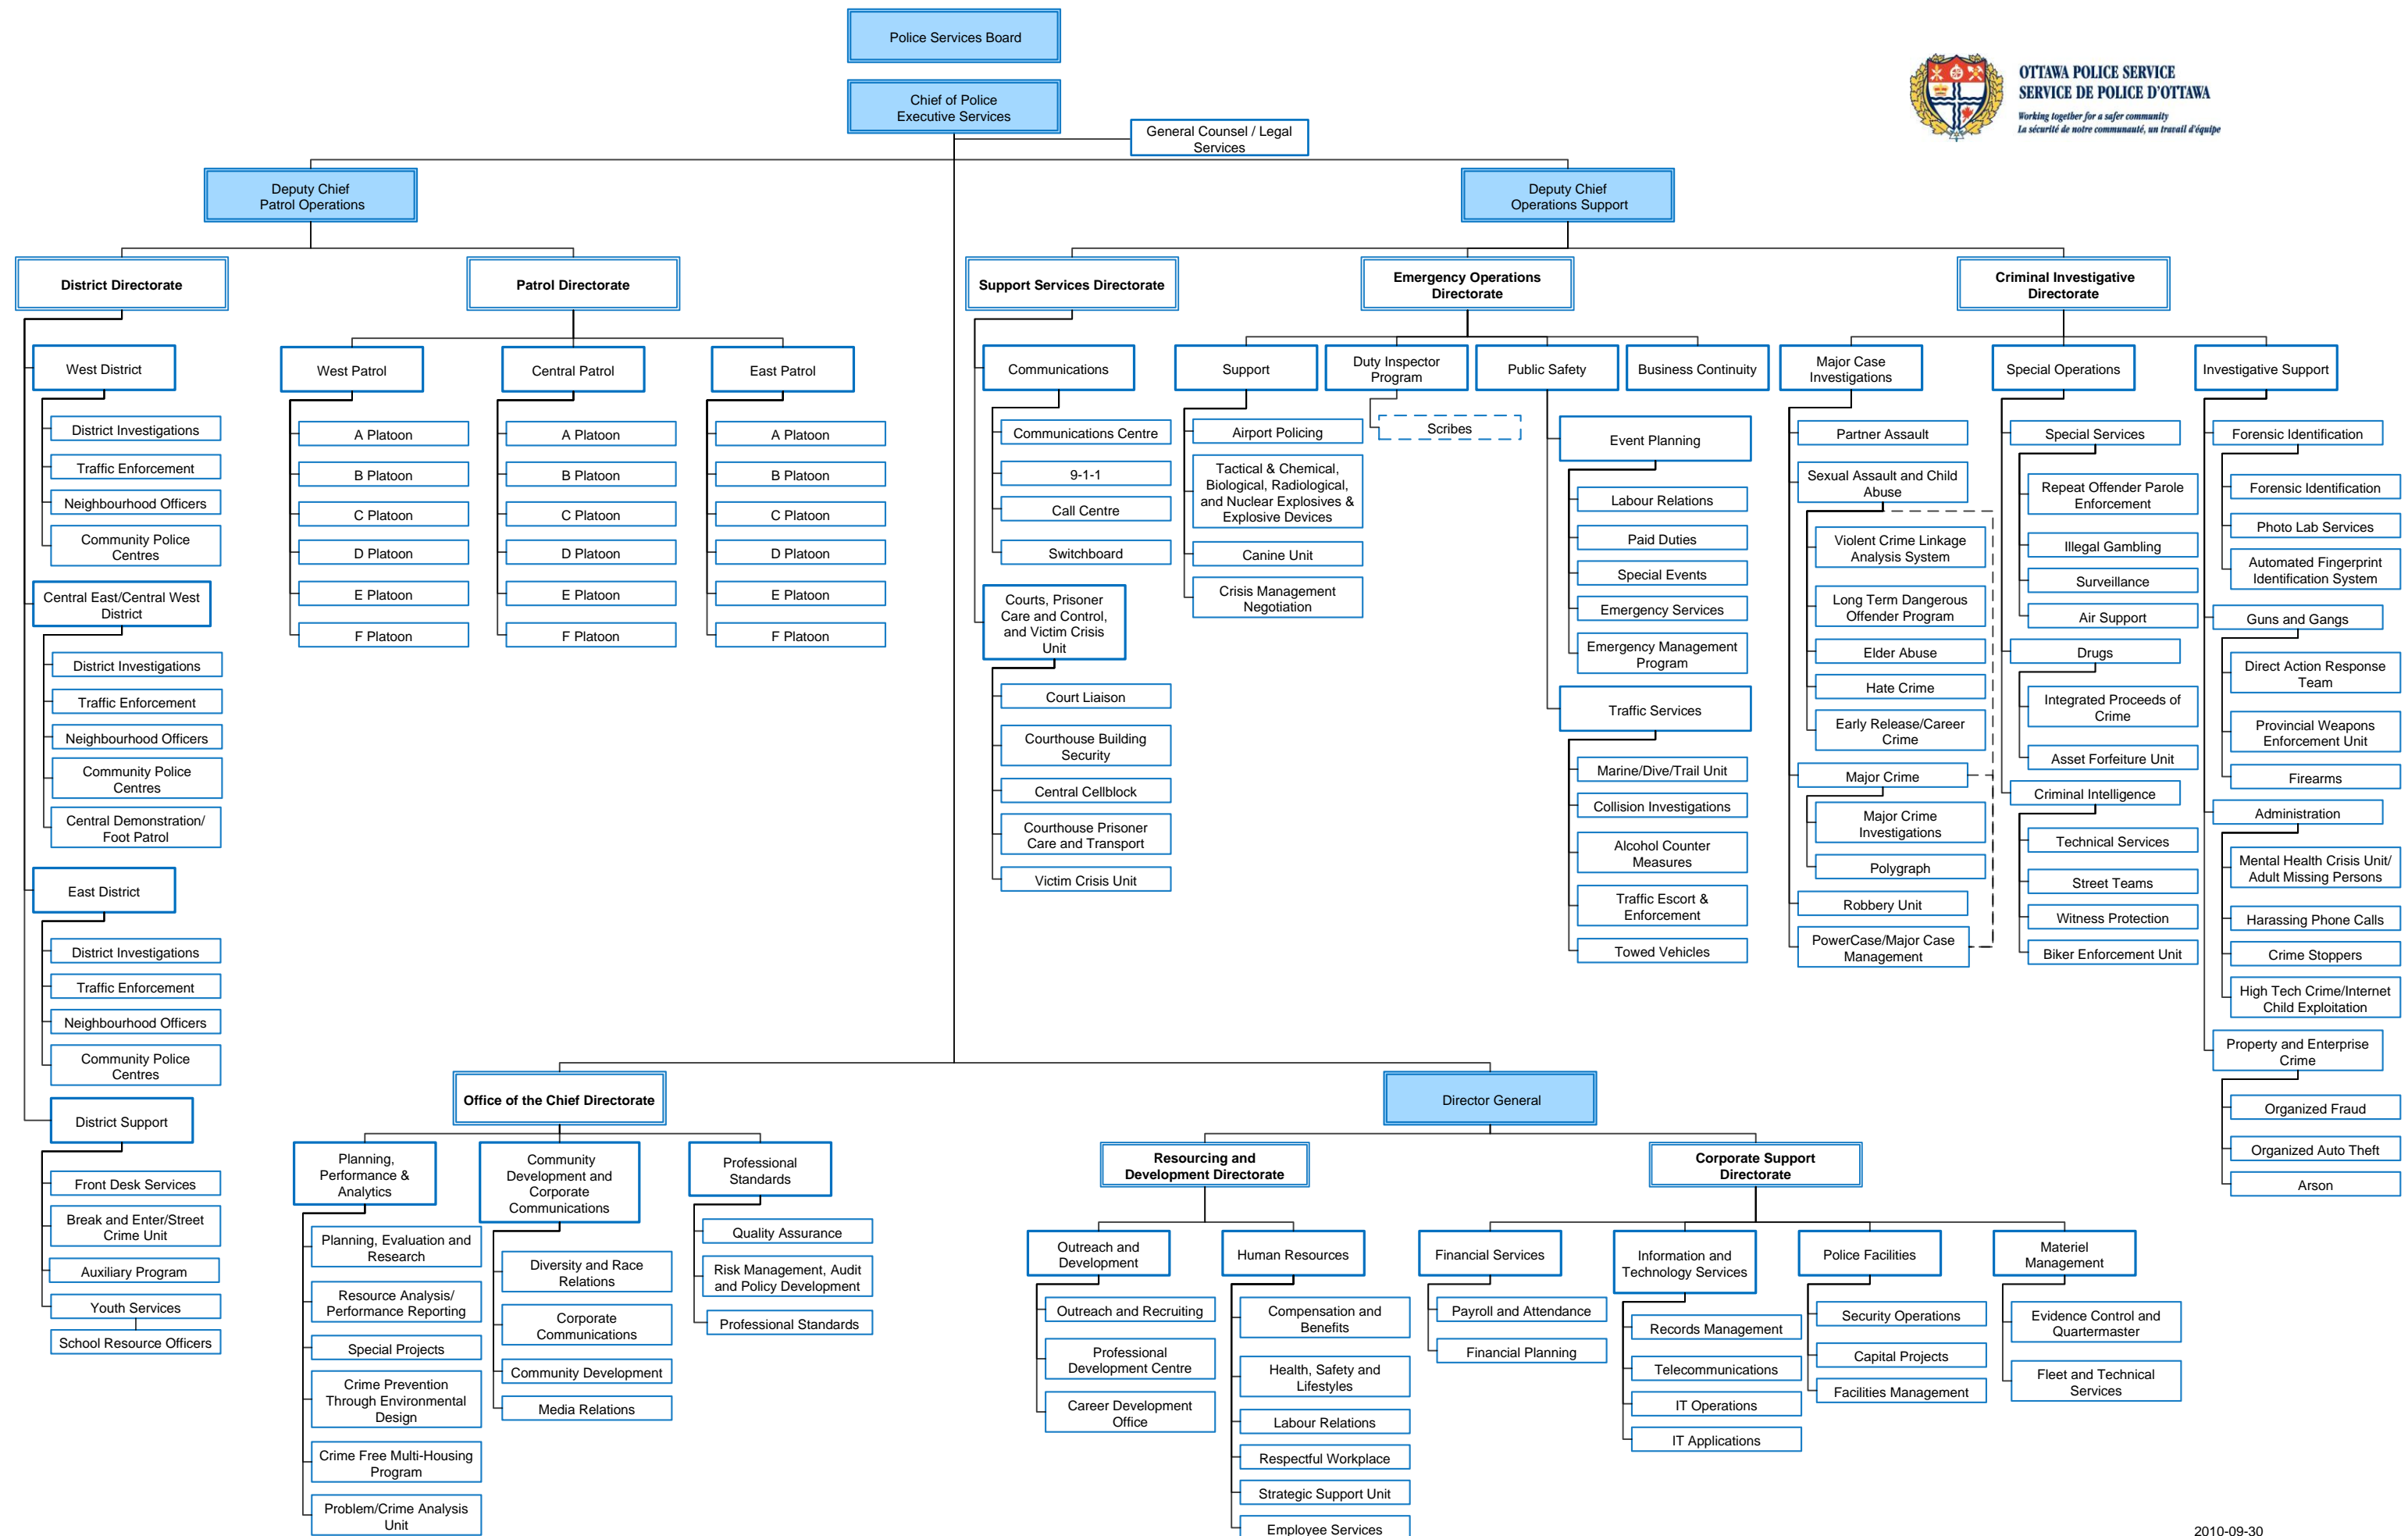 Police Services Board
Chief of Police
Executive Services
General Counsel / Legal
Services
OTTAWA POLICE SERVICE
SERVICE DE POLICE D'OTTAWA
Working together for a safer community
La sécurité de notre communauté, un travail d'équipe
Deputy Chief
Patrol Operations
Deputy Chief
Operations Support
District Directorate
Patrol Directorate
Support Services Directorate
Emergency Operations
Directorate
Criminal Investigative
Directorate
West District
District Investigations
Traffic Enforcement
Neighbourhood Officers
Community Police
Centres
Central East/Central West
District
District Investigations
Traffic Enforcement
Neighbourhood Officers
Community Police
Centres
Central Demonstration/
Foot Patrol
East District
District Investigations
Traffic Enforcement
Neighbourhood Officers
Community Police
Centres
District Support
Front Desk Services
Break and Enter/Street
Crime Unit
Auxiliary Program
Youth Services
School Resource Officers
West Patrol
A Platoon
B Platoon
C Platoon
D Platoon
E Platoon
F Platoon
Central Patrol
A Platoon
B Platoon
C Platoon
D Platoon
E Platoon
F Platoon
East Patrol
A Platoon
B Platoon
C Platoon
D Platoon
E Platoon
F Platoon
Communications
Communications Centre
9-1-1
Call Centre
Switchboard
Courts, Prisoner
Care and Control,
and Victim Crisis
Unit
Court Liaison
Courthouse Building
Security
Central Cellblock
Courthouse Prisoner
Care and Transport
Victim Crisis Unit
Support
Airport Policing
Tactical & Chemical,
Biological, Radiological,
and Nuclear Explosives &
Explosive Devices
Canine Unit
Crisis Management
Negotiation
Duty Inspector
Program
Scribes
Public Safety
Event Planning
Labour Relations
Paid Duties
Special Events
Emergency Services
Emergency Management
Program
Traffic Services
Marine/Dive/Trail Unit
Collision Investigations
Alcohol Counter
Measures
Traffic Escort &
Enforcement
Towed Vehicles
Business Continuity
Major Case
Investigations
Partner Assault
Sexual Assault and Child
Abuse
Violent Crime Linkage
Analysis System
Long Term Dangerous
Offender Program
Elder Abuse
Hate Crime
Early Release/Career
Crime
Major Crime
Major Crime
Investigations
Polygraph
Robbery Unit
PowerCase/Major Case
Management
Special Operations
Special Services
Repeat Offender Parole
Enforcement
Illegal Gambling
Surveillance
Air Support
Drugs
Integrated Proceeds of
Crime
Asset Forfeiture Unit
Criminal Intelligence
Technical Services
Street Teams
Witness Protection
Biker Enforcement Unit
Investigative Support
Forensic Identification
Forensic Identification
Photo Lab Services
Automated Fingerprint
Identification System
Guns and Gangs
Direct Action Response
Team
Provincial Weapons
Enforcement Unit
Firearms
Administration
Mental Health Crisis Unit/
Adult Missing Persons
Harassing Phone Calls
Crime Stoppers
High Tech Crime/Internet
Child Exploitation
Property and Enterprise
Crime
Organized Fraud
Organized Auto Theft
Arson
Office of the Chief Directorate
Planning,
Performance &
Analytics
Planning, Evaluation and
Research
Resource Analysis/
Performance Reporting
Special Projects
Crime Prevention
Through Environmental
Design
Crime Free Multi-Housing
Program
Problem/Crime Analysis
Unit
Community
Development and
Corporate
Communications
Diversity and Race
Relations
Corporate
Communications
Community Development
Media Relations
Professional
Standards
Quality Assurance
Risk Management, Audit
and Policy Development
Professional Standards
Director General
Resourcing and
Development Directorate
Outreach and
Development
Outreach and Recruiting
Professional
Development Centre
Career Development
Office
Human Resources
Compensation and
Benefits
Health, Safety and
Lifestyles
Labour Relations
Respectful Workplace
Strategic Support Unit
Employee Services
Corporate Support
Directorate
Financial Services
Payroll and Attendance
Financial Planning
Information and
Technology Services
Records Management
Telecommunications
IT Operations
IT Applications
Police Facilities
Security Operations
Capital Projects
Facilities Management
Materiel
Management
Evidence Control and
Quartermaster
Fleet and Technical
Services
2010-09-30